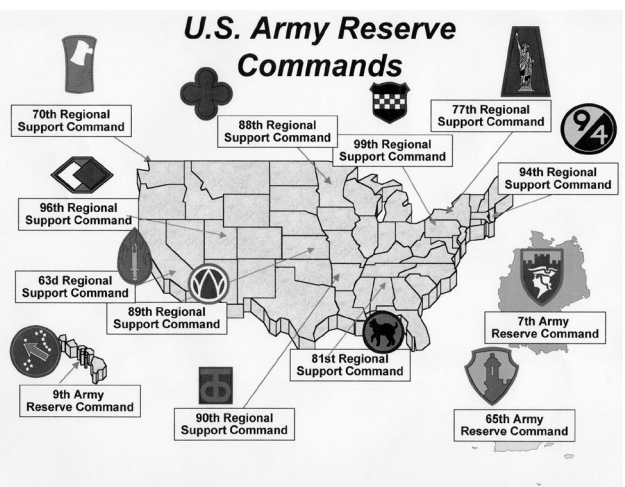 U.S. Army Reserve
Commands
70th Regional
Support Command
88th Regional
Support Command
99th Regional
Support Command
77th Regional
Support Command
9
4
94th Regional
Support Command
96th Regional
Support Command
63d Regional
Support Command
89th Regional
Support Command
7th Army
Reserve Command
9th Army
Reserve Command
81st Regional
Support Command
90th Regional
Support Command
65th Army
Reserve Command